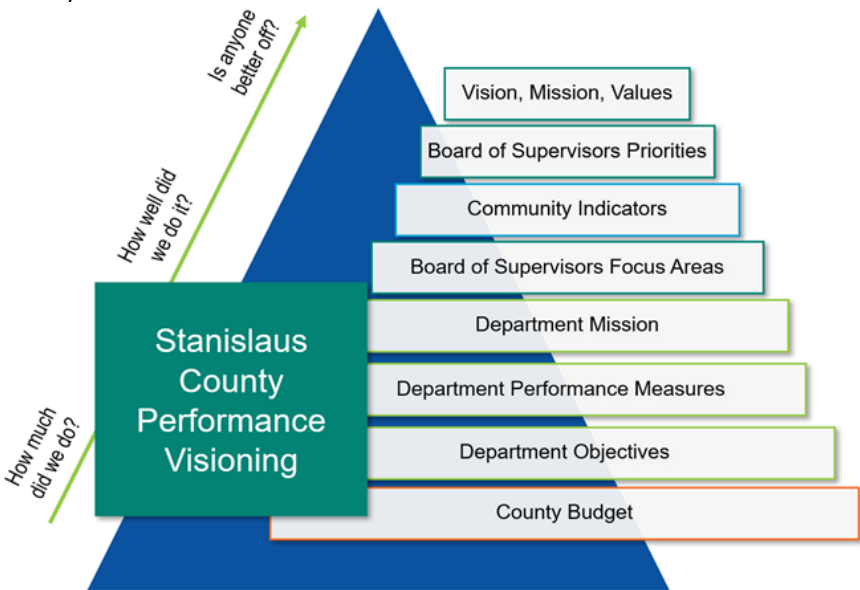 Is anyone
better off?
How well did
we do it?
How much
did we do?
Stanislaus
County
Performance
Visioning
Vision, Mission, Values
Board of Supervisors Priorities
Community Indicators
Board of Supervisors Focus Areas
Department Mission
Department Performance Measures
Department Objectives
County Budget